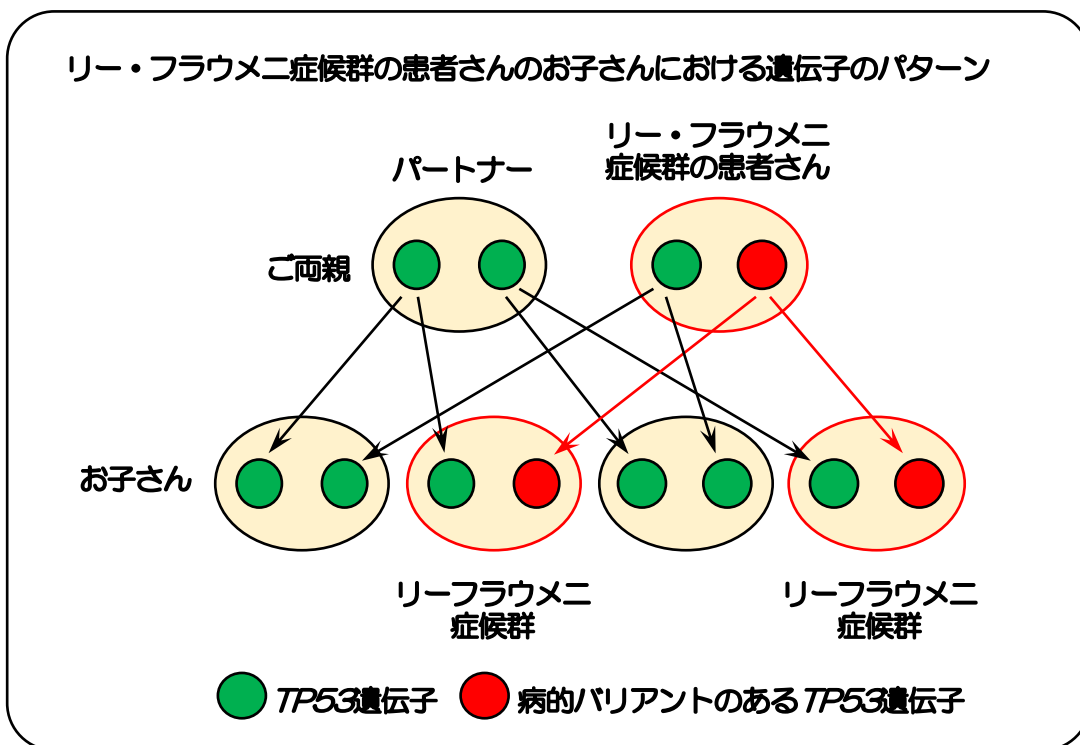 リー・フラウメニ症候群の患者さんのお子さんにおける遺伝子のパターン
パートナー
リー・フラウメニ
症候群の患者さん
ご両親
お子さん
リーフラウメニ
症候群
リーフラウメニ
症候群
TP53遺伝子
病的バリアントのあるTP53遺伝子